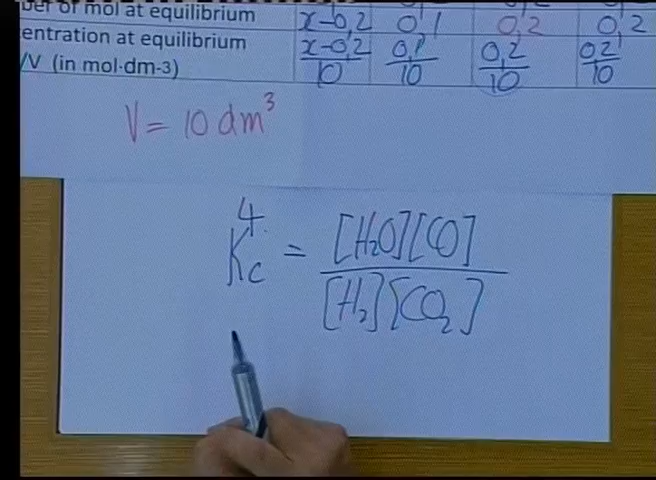 ber of mol at equilibrium x-0,2 0,1 0,2 0,2
entration at equilibrium x-0,2/10 0,1/10 0,2/10 0,2/10
/V (in mol·dm-3)
V = 10 dm³
4
Kc = [H₂O][CO]
[H₂][CO₂]